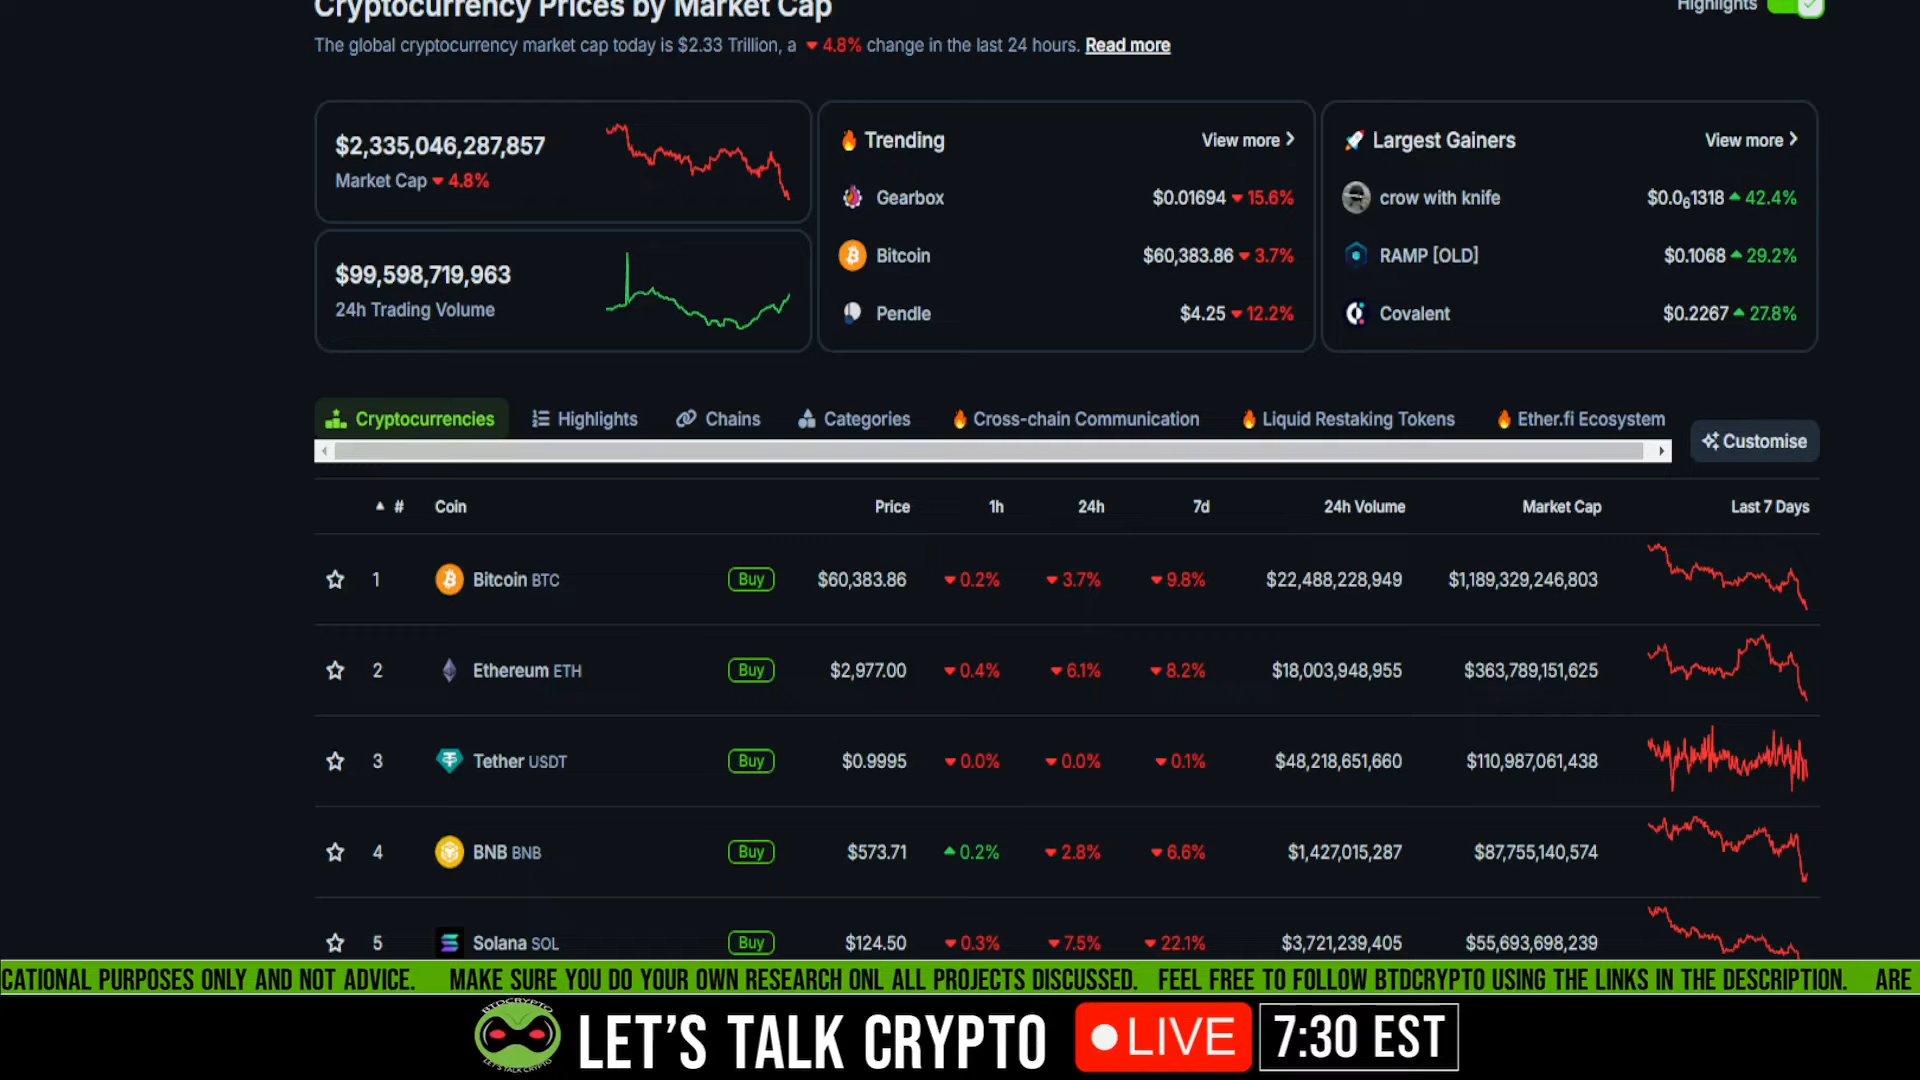 Cryptocurrency Prices by Market Cap
Highlights
The global cryptocurrency market cap today is $2.33 Trillion, a 4.8% change in the last 24 hours. Read more
$2,335,046,287,857
Market Cap 4.8%
$99,598,719,963
24h Trading Volume
Trending View more
Gearbox $0.01694 15.6%
Bitcoin $60,383.86 3.7%
Pendle $4.25 12.2%
Largest Gainers View more
crow with knife $0.0₆1318 42.4%
RAMP [OLD] $0.1068 29.2%
Covalent $0.2267 27.8%
Cryptocurrencies Highlights Chains Categories Cross-chain Communication Liquid Restaking Tokens Ether.fi Ecosystem
Customise
# Coin Price 1h 24h 7d 24h Volume Market Cap Last 7 Days
1 Bitcoin BTC Buy $60,383.86 0.2% 3.7% 9.8% $22,488,228,949 $1,189,329,246,803
2 Ethereum ETH Buy $2,977.00 0.4% 6.1% 8.2% $18,003,948,955 $363,789,151,625
3 Tether USDT Buy $0.9995 0.0% 0.0% 0.1% $48,218,651,660 $110,987,061,438
4 BNB BNB Buy $573.71 0.2% 2.8% 6.6% $1,427,015,287 $87,755,140,574
5 Solana SOL Buy $124.50 0.3% 7.5% 22.1% $3,721,239,405 $55,693,698,239
CATIONAL PURPOSES ONLY AND NOT ADVICE. MAKE SURE YOU DO YOUR OWN RESEARCH ONL ALL PROJECTS DISCUSSED. FEEL FREE TO FOLLOW BTDCRYPTO USING THE LINKS IN THE DESCRIPTION. ARE
BTDCRYPTO
LET'S TALK CRYPTO
LET'S TALK CRYPTO LIVE 7:30 EST